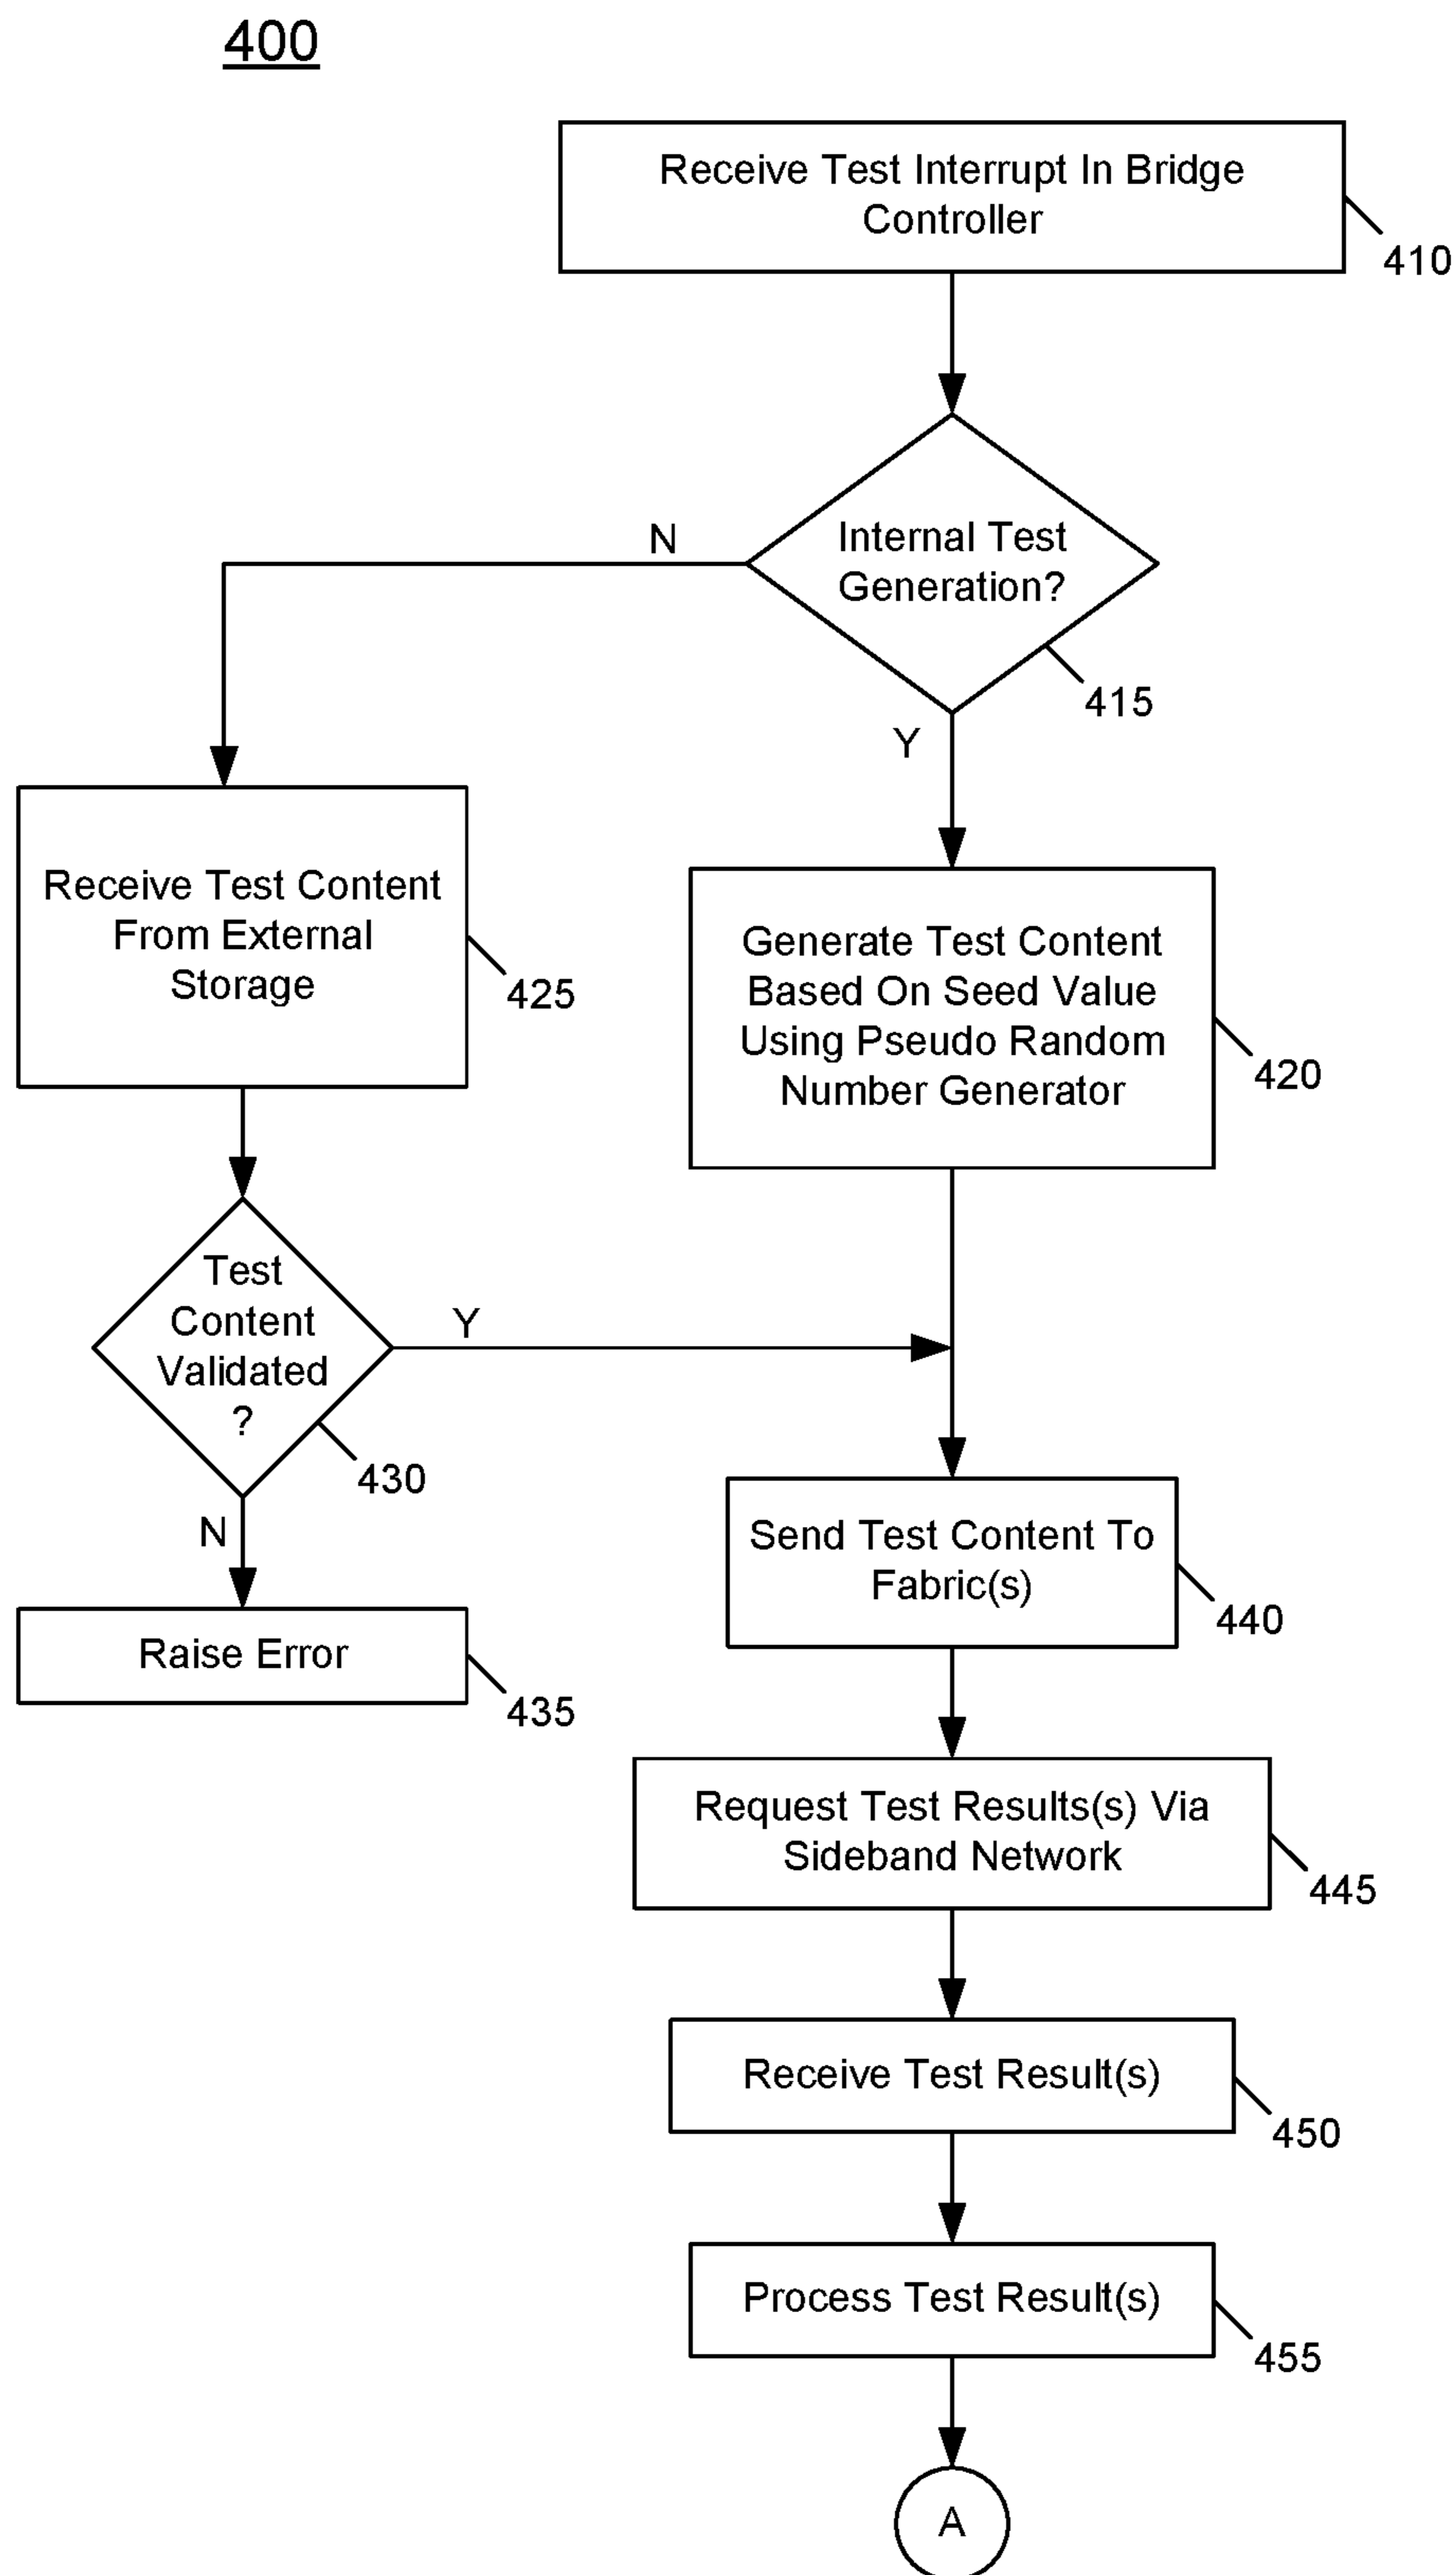 400
Receive Test Interrupt In Bridge
Controller
410
Internal Test
Generation?
415
N
Y
Receive Test Content
From External
Storage
425
Generate Test Content
Based On Seed Value
Using Pseudo Random
Number Generator
420
Test
Content
Validated
?
430
Y
N
Raise Error
435
Send Test Content To
Fabric(s)
440
Request Test Results(s) Via
Sideband Network
445
Receive Test Result(s)
450
Process Test Result(s)
455
A